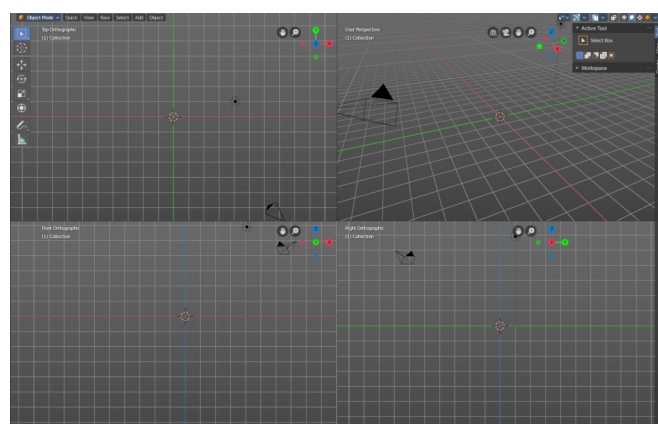 Object Mode Quick View Navi Select Add Object
Top Orthographic
(1) Collection
User Perspective
(1) Collection
Active Tool
Select Box
Workspace
Front Orthographic
(1) Collection
Right Orthographic
(1) Collection